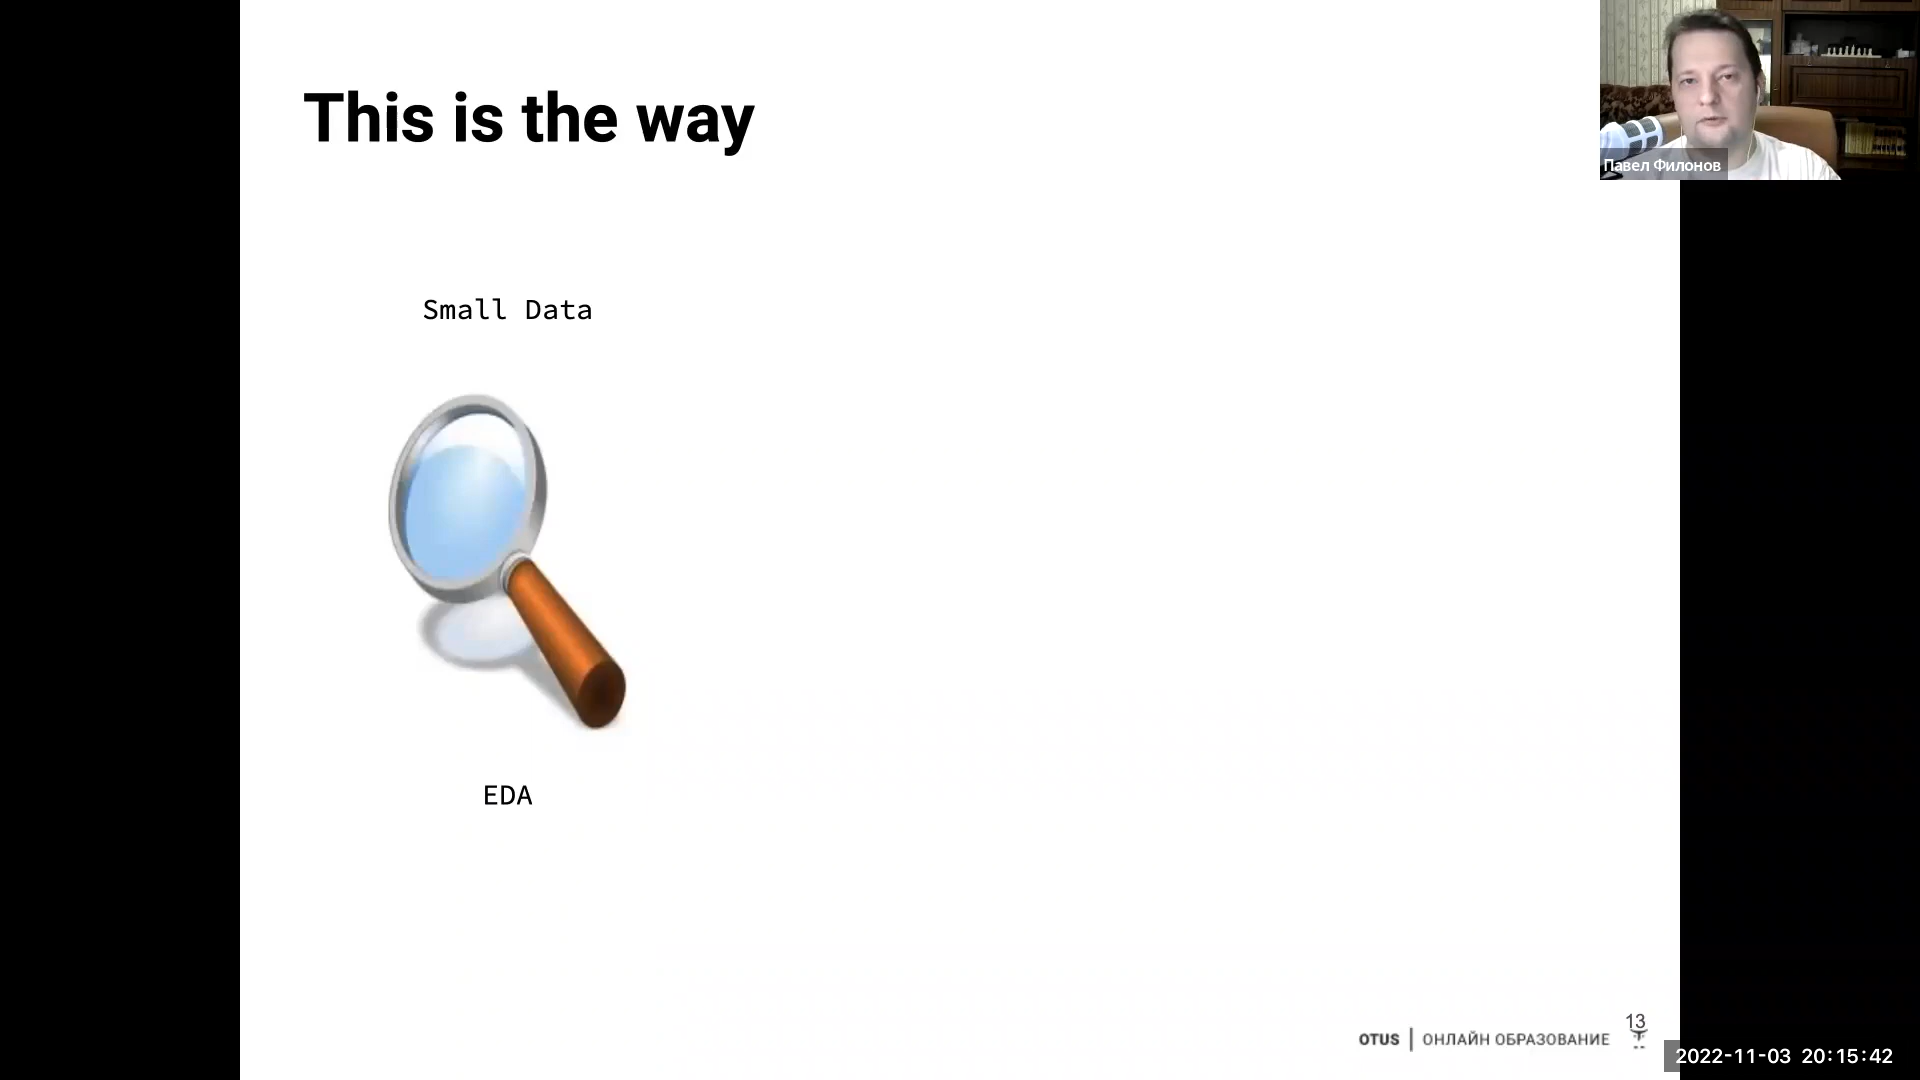 This is the way
Павел Филонов
Small Data
EDA
13
OTUS | ОНЛАЙН ОБРАЗОВАНИЕ
2022-11-03 20:15:42